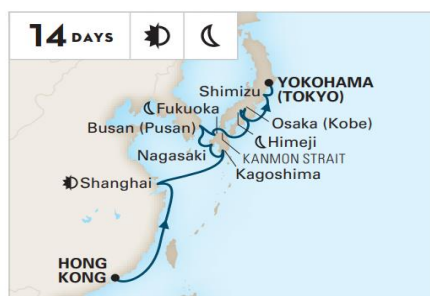 14 DAYS
YOKOHAMA
(TOKYO)
Shimizu
Fukuoka
Osaka (Kobe)
Busan (Pusan)
Himeji
Nagasaki
KANMON STRAIT
Kagoshima
Shanghai
HONG
KONG